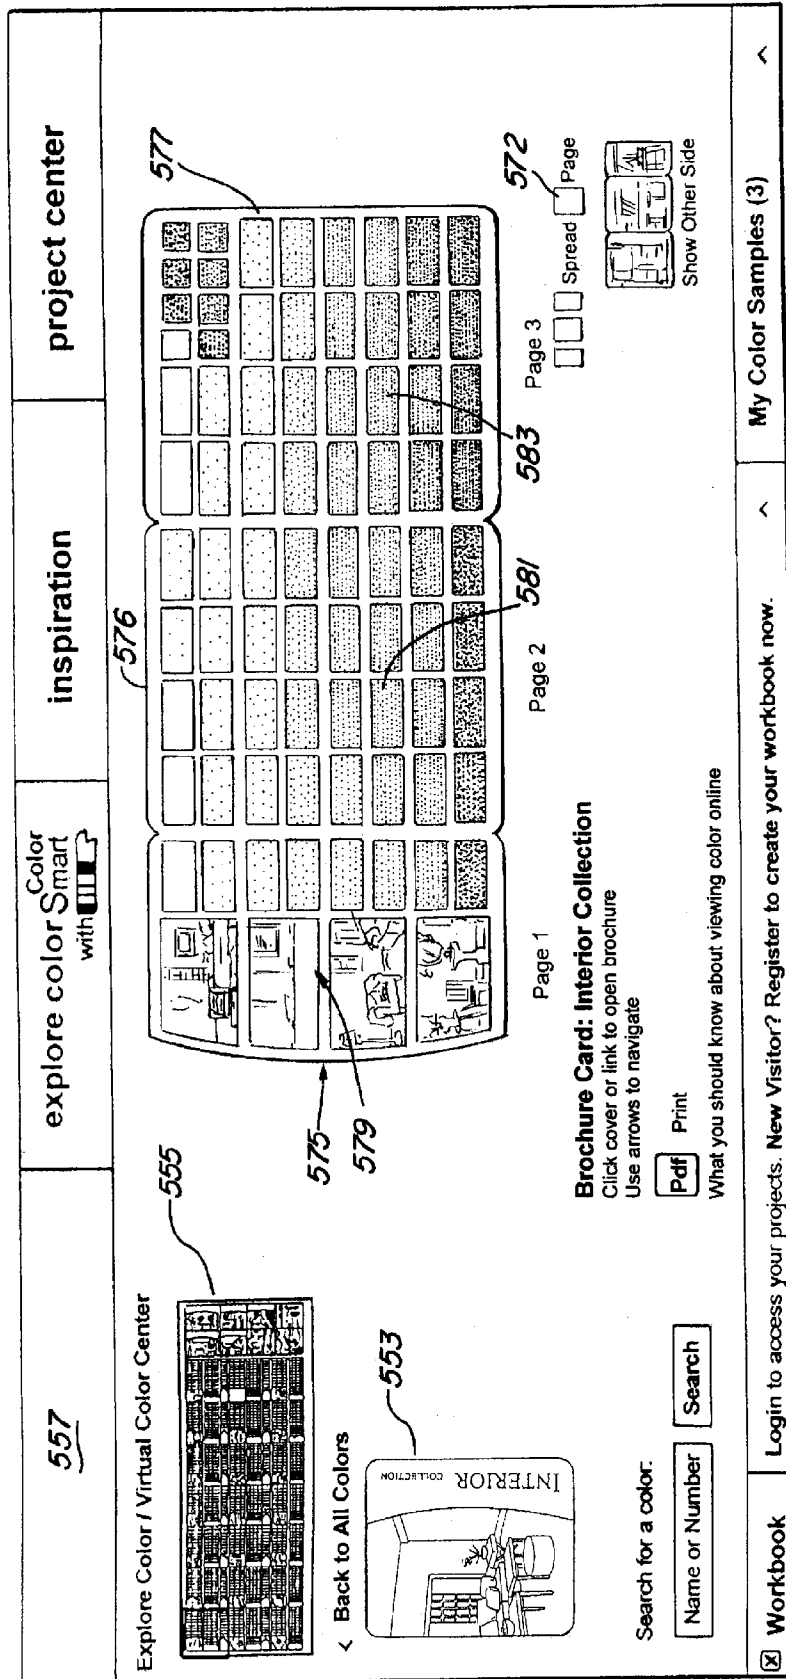 557
explore color
with
Color
Smart
inspiration
project center
Explore Color / Virtual Color Center
555
< Back to All Colors
553
INTERIOR
COLLECTION
Search for a color:
Name or Number
Search
575
579
576
577
Page 1
Page 2
Page 3
581
583
572
Spread
Page
Show Other Side
Brochure Card: Interior Collection
Click cover or link to open brochure
Use arrows to navigate
Pdf
Print
What you should know about viewing color online
X Workbook
Login to access your projects. New Visitor? Register to create your workbook now.
^
My Color Samples (3)
^